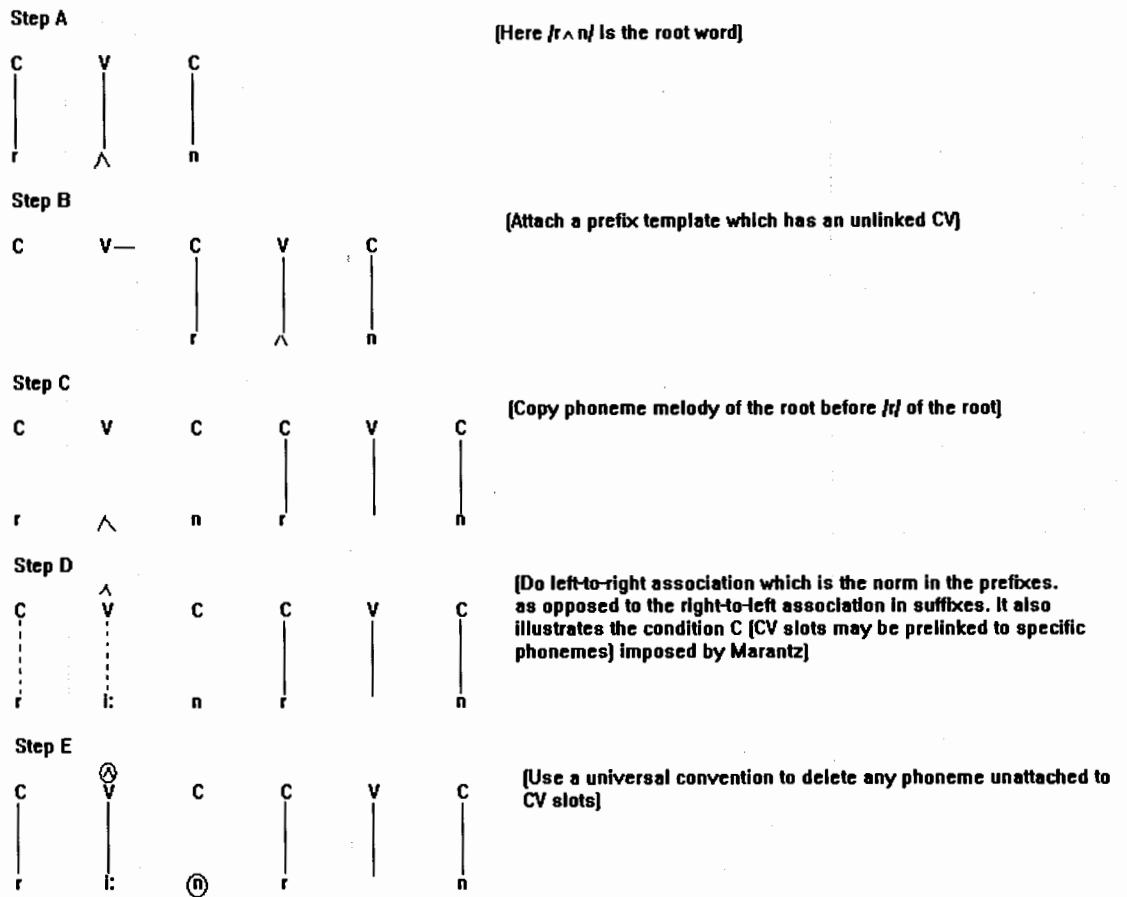 Step A
(Here /r∧n/ is the root word)
C V C
r ∧ n
Step B
(Attach a prefix template which has an unlinked CV)
C V— C V C
r ∧ n
Step C
(Copy phoneme melody of the root before /r/ of the root)
C V C C V C
r ∧ n r n
Step D
(Do left-to-right association which is the norm in the prefixes.
as opposed to the right-to-left association in suffixes. It also
illustrates the condition C (CV slots may be prelinked to specific
phonemes) imposed by Marantz)
∧
C V C C V C
r i: n r n
Step E
(Use a universal convention to delete any phoneme unattached to
CV slots)
∧
C V C C V C
r i: n r n